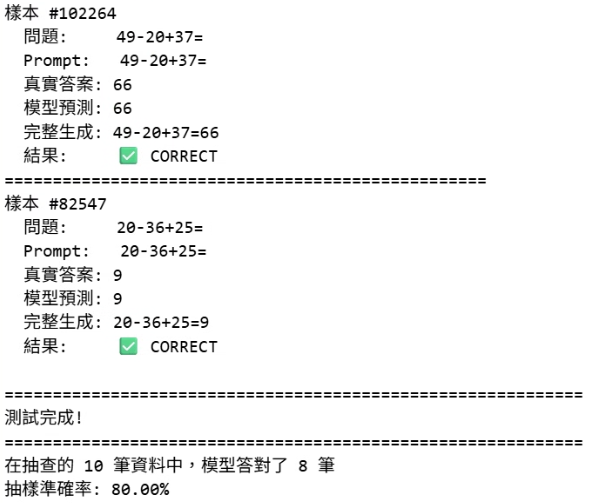 樣本 #102264
問題: 49-20+37=
Prompt: 49-20+37=
真實答案: 66
模型預測: 66
完整生成: 49-20+37=66
結果: ✅ CORRECT
==================================================
樣本 #82547
問題: 20-36+25=
Prompt: 20-36+25=
真實答案: 9
模型預測: 9
完整生成: 20-36+25=9
結果: ✅ CORRECT
============================================================
測試完成!
============================================================
在抽查的 10 筆資料中，模型答對了 8 筆
抽樣準確率: 80.00%